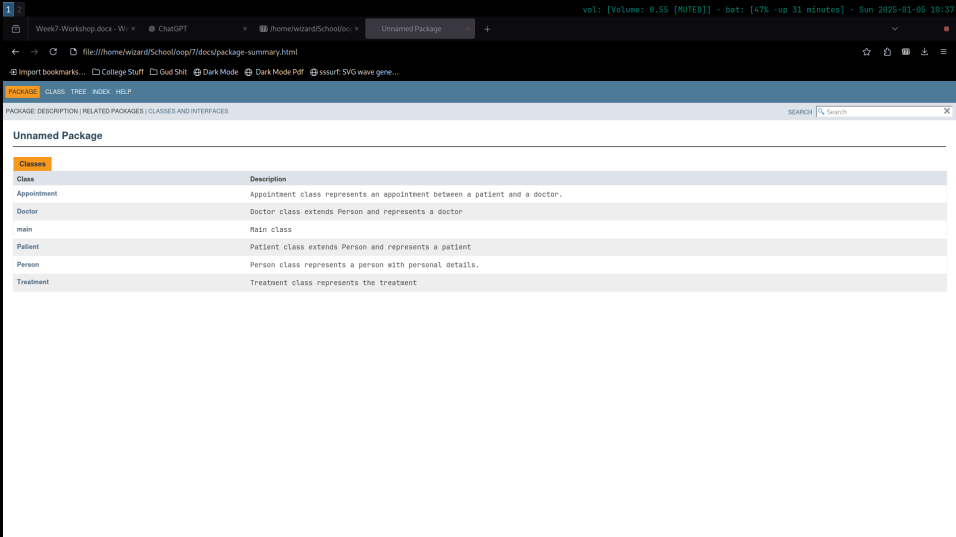 1 2 vol: [Volume: 0.55 [MUTED]] - bat: [47% -up 31 minutes] - Sun 2025-01-05 10:37
Week7-Workshop.docx - We × ChatGPT × /home/wizard/School/oop × Unnamed Package × +
file:///home/wizard/School/oop/7/docs/package-summary.html
Import bookmarks... College Stuff Gud Shit Dark Mode Dark Mode Pdf sssurf: SVG wave gene...
PACKAGE CLASS TREE INDEX HELP
PACKAGE: DESCRIPTION | RELATED PACKAGES | CLASSES AND INTERFACES SEARCH Search
Unnamed Package
Classes
Class Description
Appointment Appointment class represents an appointment between a patient and a doctor.
Doctor Doctor class extends Person and represents a doctor
main Main class
Patient Patient class extends Person and represents a patient
Person Person class represents a person with personal details.
Treatment Treatment class represents the treatment